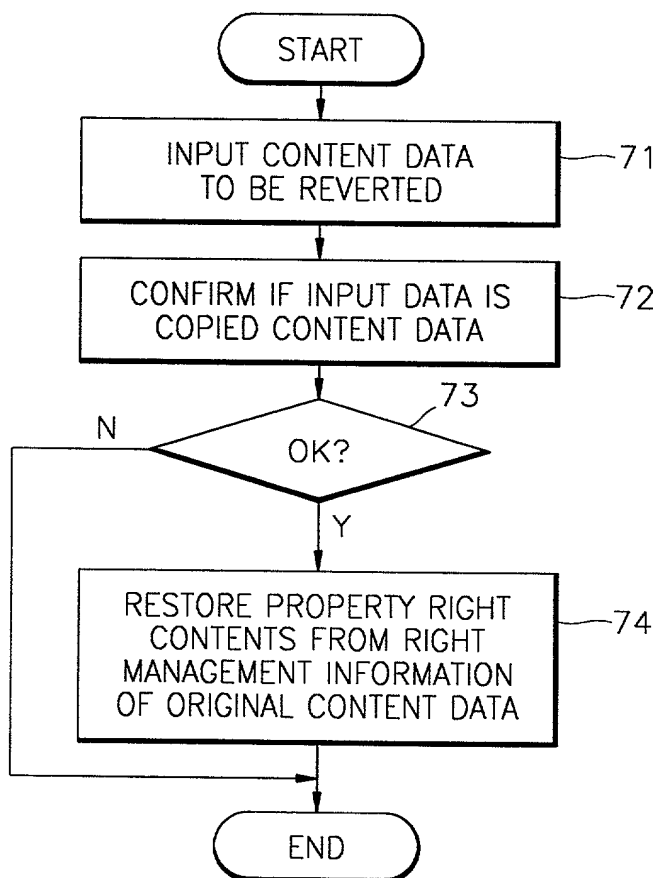 START
INPUT CONTENT DATA
TO BE REVERTED
71
CONFIRM IF INPUT DATA IS
COPIED CONTENT DATA
72
73
N
OK?
Y
RESTORE PROPERTY RIGHT
CONTENTS FROM RIGHT
MANAGEMENT INFORMATION
OF ORIGINAL CONTENT DATA
74
END